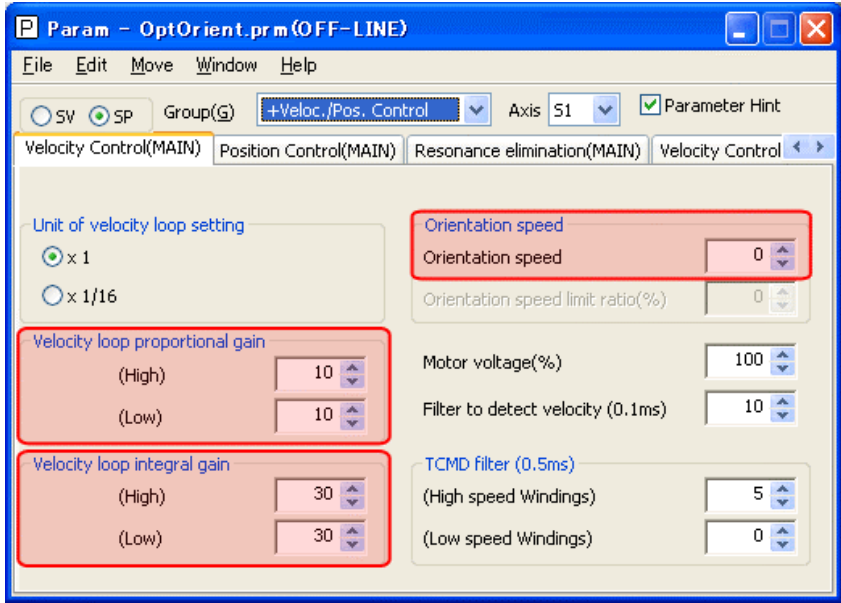 P Param - OptOrient.prm(OFF-LINE)
File Edit Move Window Help
SV SP Group(G) +Veloc./Pos. Control Axis S1 Parameter Hint
Velocity Control(MAIN) Position Control(MAIN) Resonance elimination(MAIN) Velocity Control
Unit of velocity loop setting
x 1
x 1/16
Velocity loop proportional gain
(High) 10
(Low) 10
Velocity loop integral gain
(High) 30
(Low) 30
Orientation speed
Orientation speed 0
Orientation speed limit ratio(%) 0
Motor voltage(%) 100
Filter to detect velocity (0.1ms) 10
TCMD filter (0.5ms)
(High speed Windings) 5
(Low speed Windings) 0